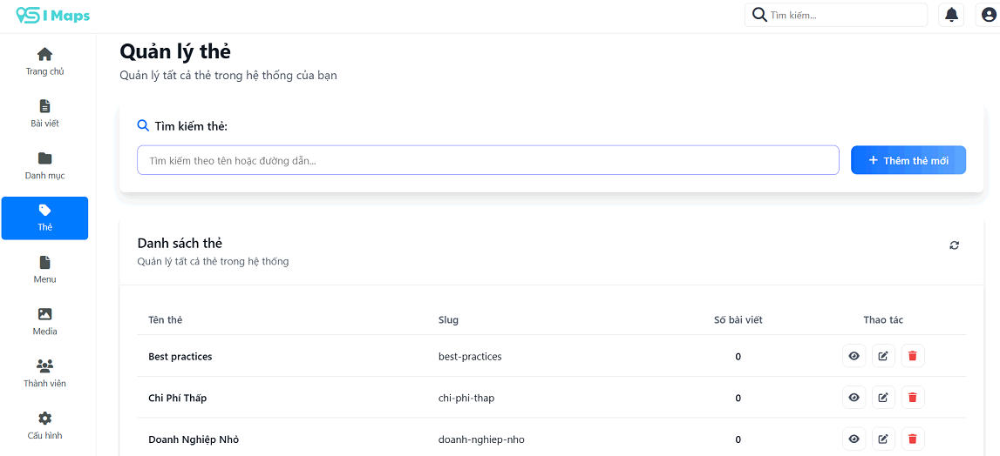 SI Maps
Tìm kiếm...
Trang chủ
Bài viết
Danh mục
Thẻ
Menu
Media
Thành viên
Cấu hình
Quản lý thẻ
Quản lý tất cả thẻ trong hệ thống của bạn
Tìm kiếm thẻ:
Tìm kiếm theo tên hoặc đường dẫn...
+ Thêm thẻ mới
Danh sách thẻ
Quản lý tất cả thẻ trong hệ thống
Tên thẻ Slug Số bài viết Thao tác
Best practices best-practices 0
Chi Phí Thấp chi-phi-thap 0
Doanh Nghiệp Nhỏ doanh-nghiep-nho 0